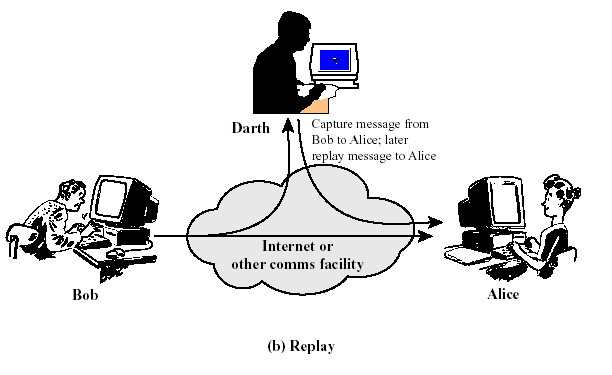 Darth
Capture message from
Bob to Alice; later
replay message to Alice
Internet or
other comms facility
Bob
Alice
(b) Replay